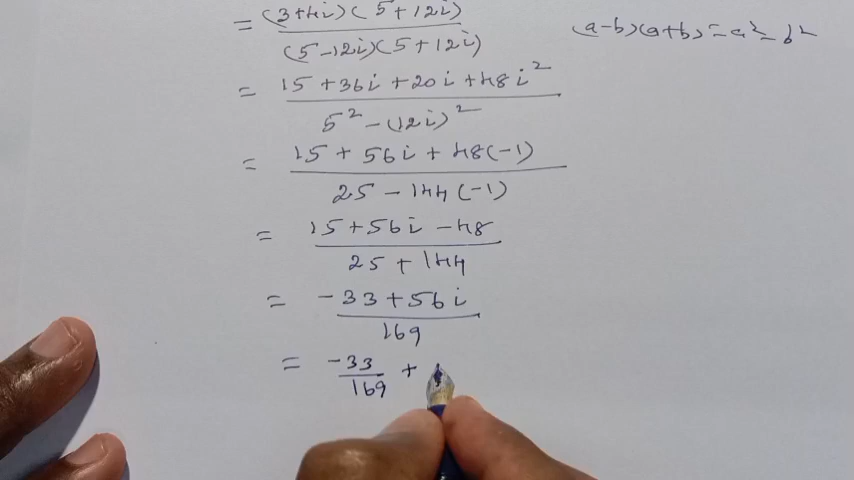 = (3+4i)(5+12i) / (5-12i)(5+12i)
(a-b)(a+b) = a² - b²
= 15 + 36i + 20i + 48i² / 5² - (12i)²
= 15 + 56i + 48(-1) / 25 - 144(-1)
= 15 + 56i - 48 / 25 + 144
= -33 + 56i / 169
= -33/169 +